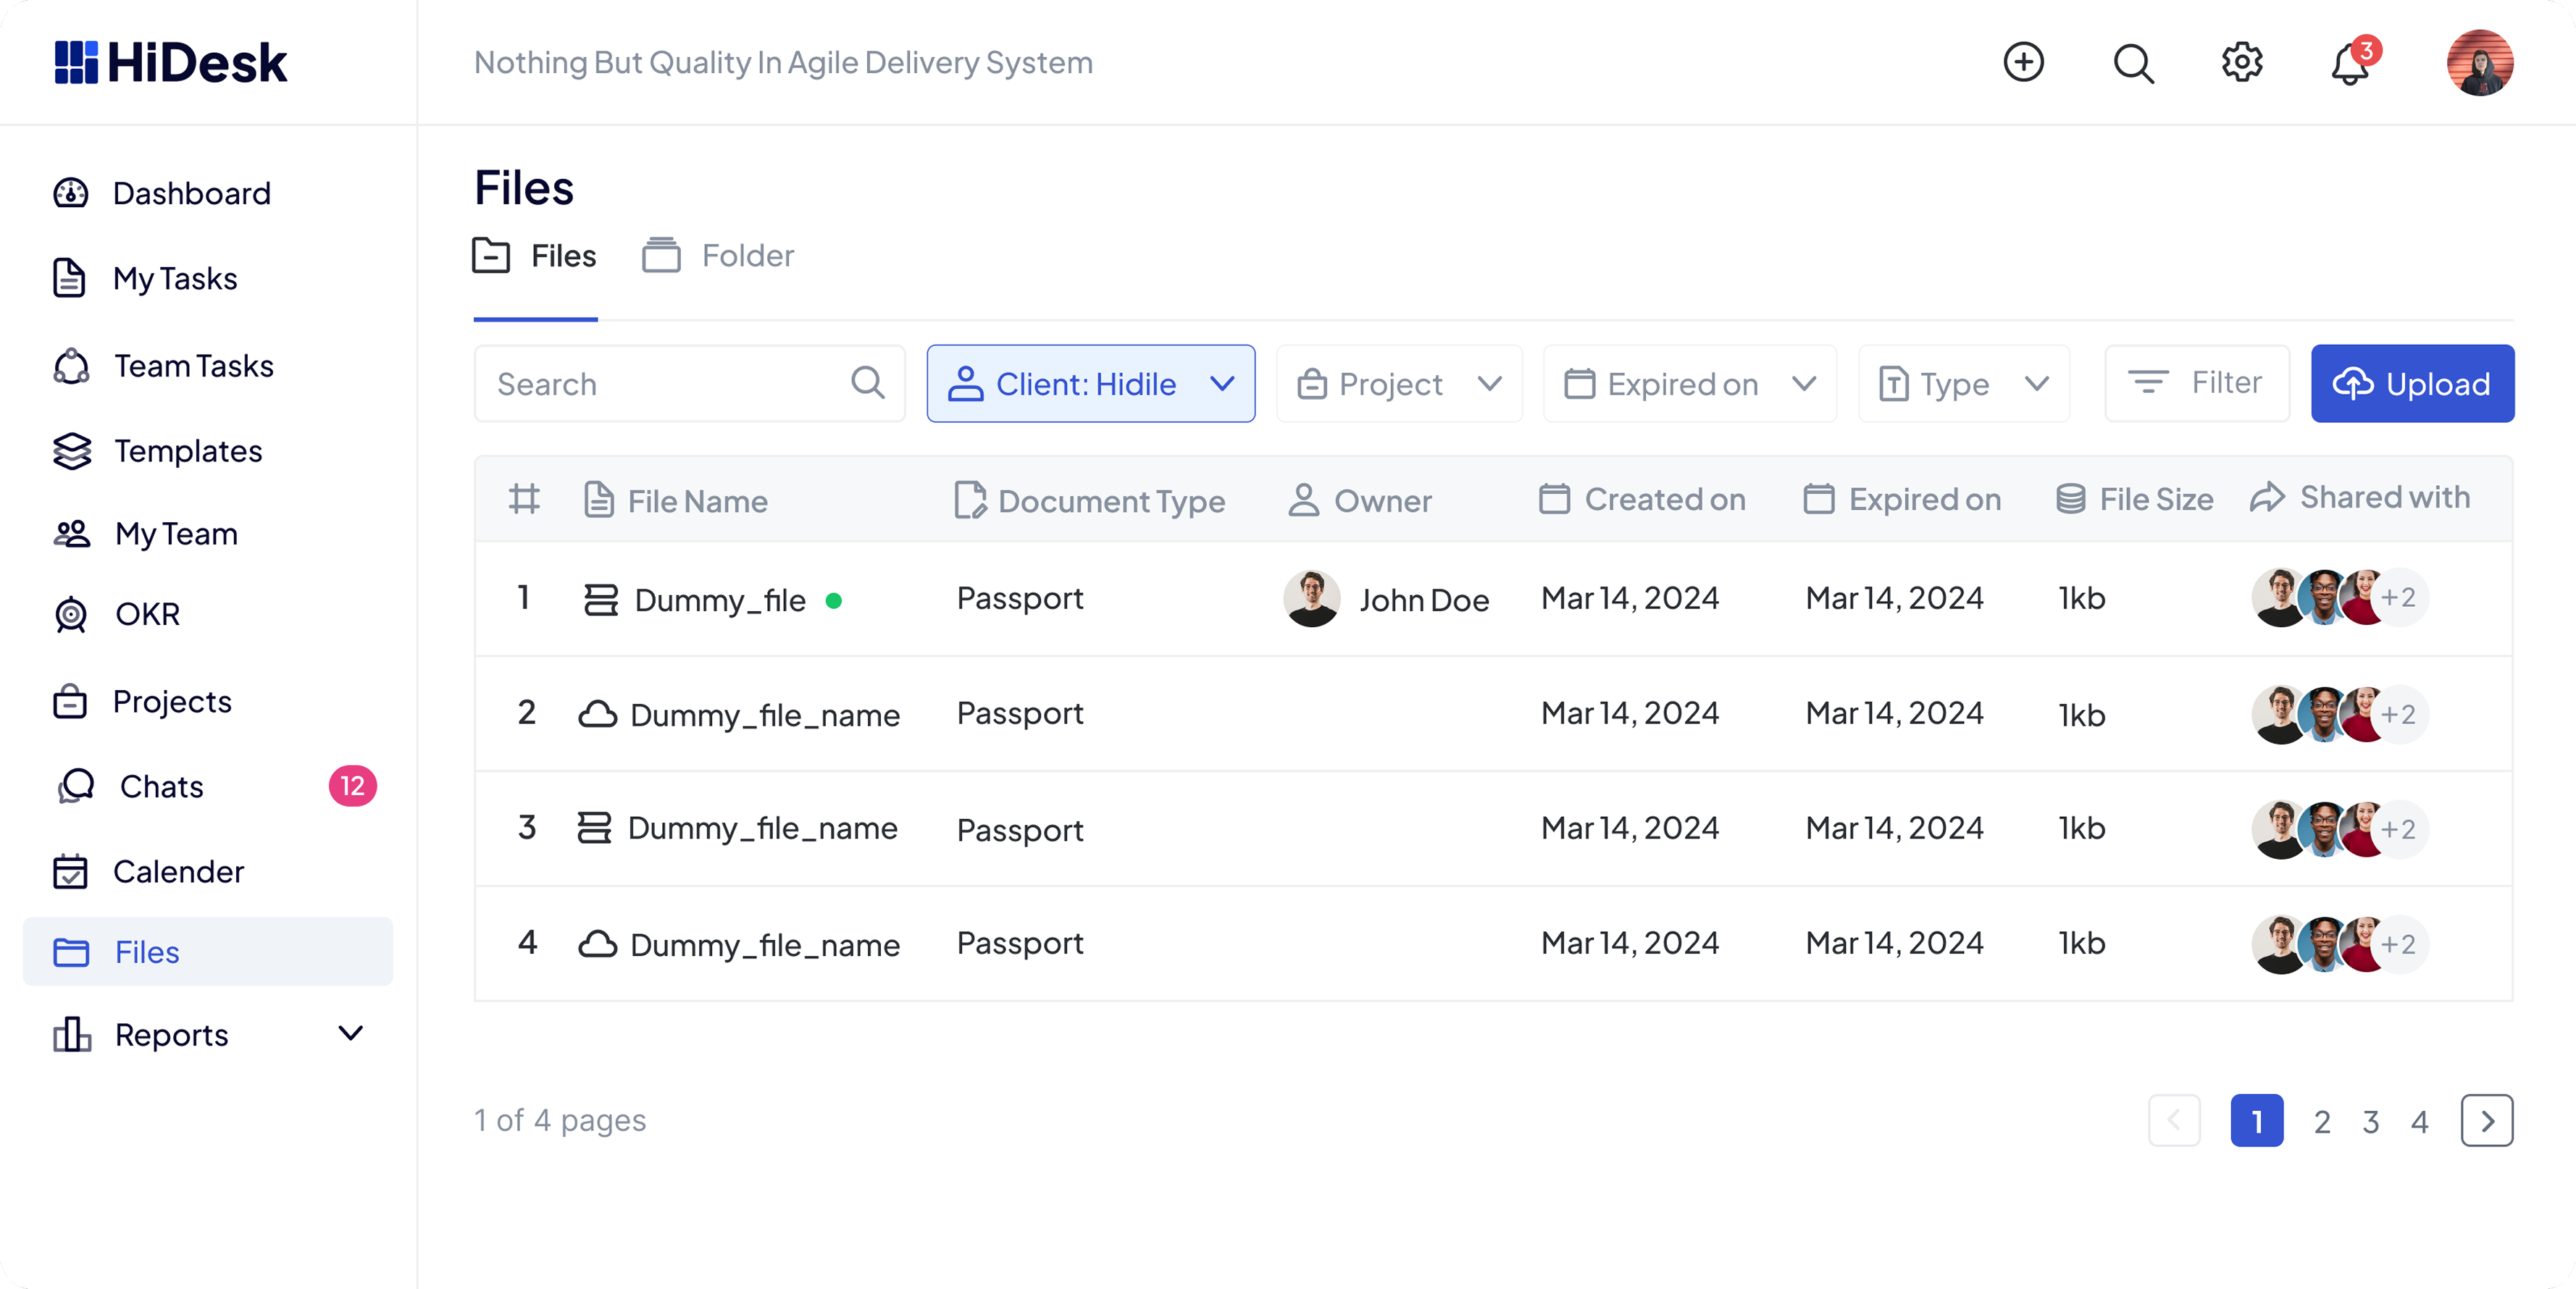 HiDesk
Nothing But Quality In Agile Delivery System
3
Dashboard
My Tasks
Team Tasks
Templates
My Team
OKR
Projects
Chats 12
Calender
Files
Reports
Files
Files Folder
Search Client: Hidile Project Expired on Type Filter Upload
# File Name Document Type Owner Created on Expired on File Size Shared with
1 Dummy_file Passport John Doe Mar 14, 2024 Mar 14, 2024 1kb +2
2 Dummy_file_name Passport Mar 14, 2024 Mar 14, 2024 1kb +2
3 Dummy_file_name Passport Mar 14, 2024 Mar 14, 2024 1kb +2
4 Dummy_file_name Passport Mar 14, 2024 Mar 14, 2024 1kb +2
1 of 4 pages
1 2 3 4